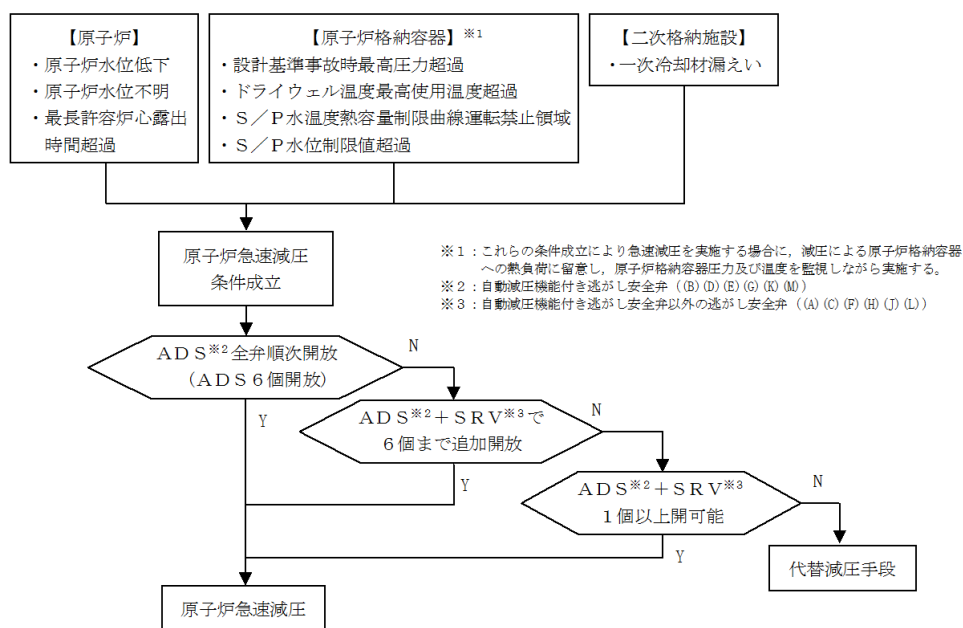 【原子炉】
・原子炉水位低下
・原子炉水位不明
・最長許容炉心露出
時間超過
【原子炉格納容器】※1
・設計基準事故時最高圧力超過
・ドライウェル温度最高使用温度超過
・S/P水温度熱容量制限曲線運転禁止領域
・S/P水位制限値超過
【二次格納施設】
・一次冷却材漏えい
原子炉急速減圧
条件成立
※1:これらの条件成立により急速減圧を実施する場合に,減圧による原子炉格納容器
への熱負荷に留意し,原子炉格納容器圧力及び温度を監視しながら実施する。
※2:自動減圧機能付き逃がし安全弁((B)(D)(E)(G)(K)(M))
※3:自動減圧機能付き逃がし安全弁以外の逃がし安全弁((A)(C)(F)(H)(J)(L))
ADS※2全弁順次開放
(ADS6個開放)
N
Y
ADS※2+SRV※3で
6個まで追加開放
N
Y
ADS※2+SRV※3
1個以上開可能
N
Y
代替減圧手段
原子炉急速減圧